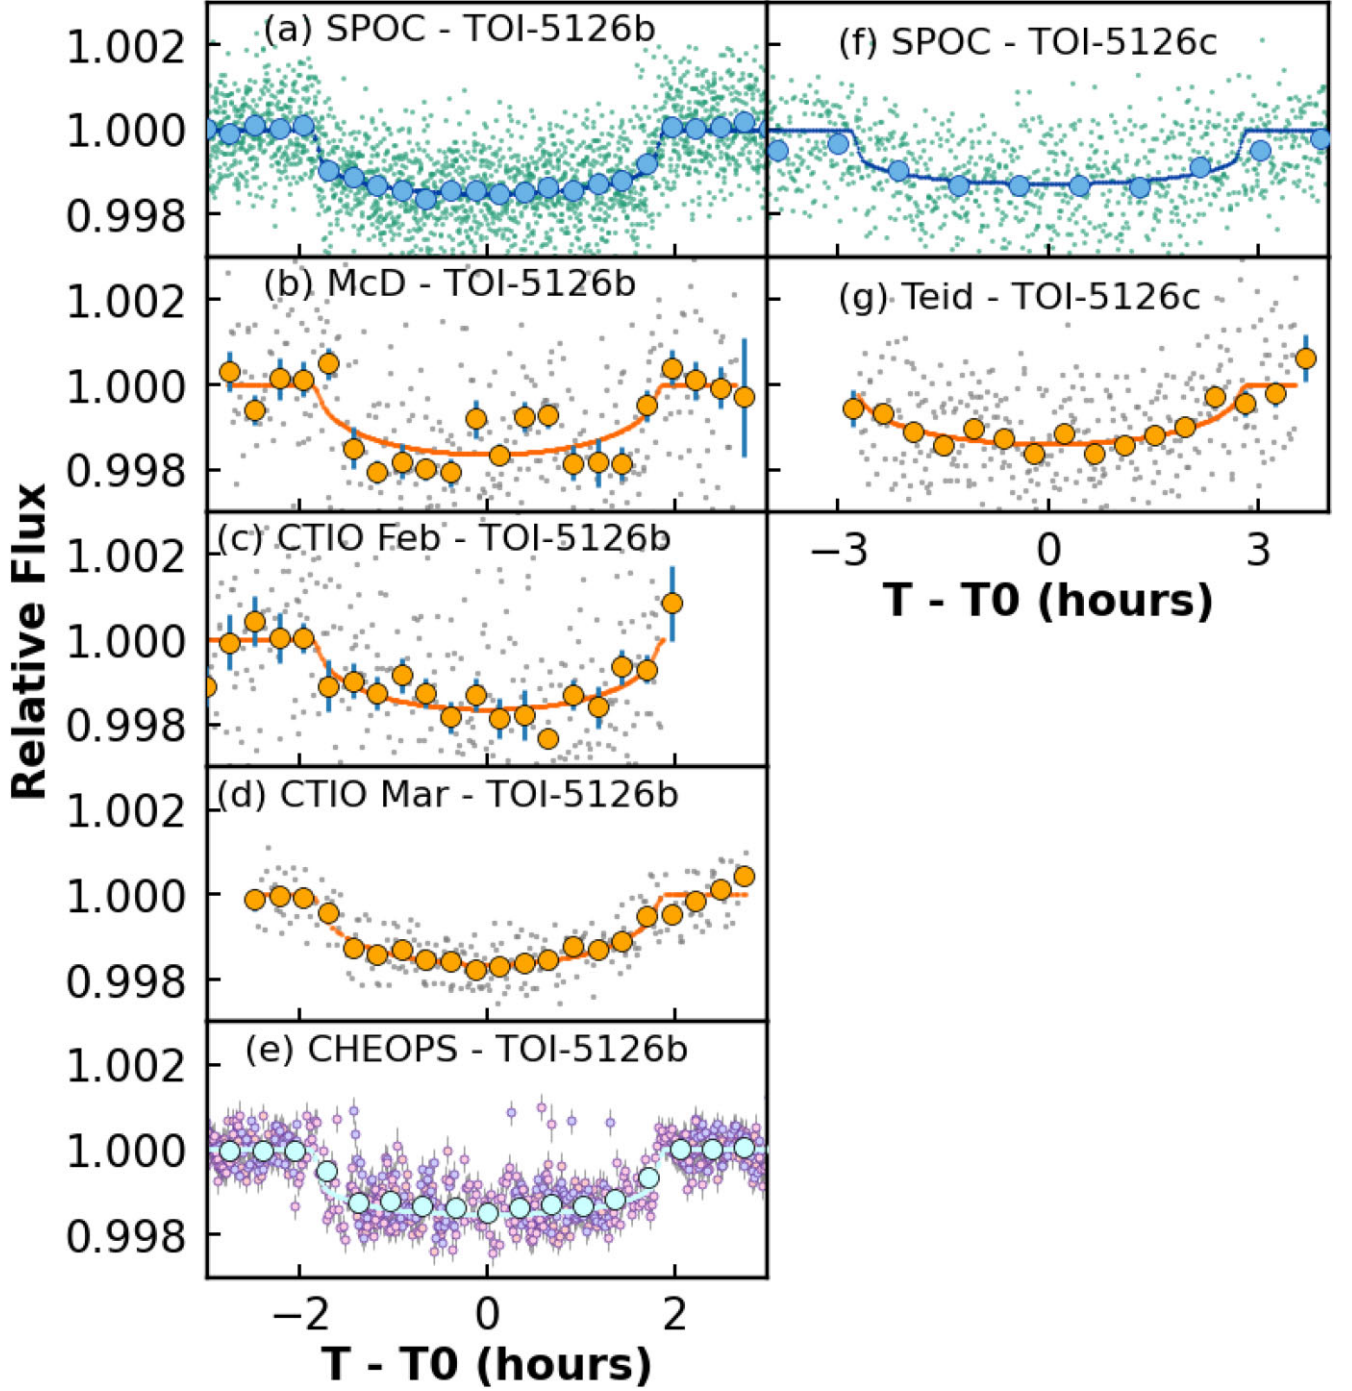 (a) SPOC - TOI-5126b
1.002
1.000
0.998
(f) SPOC - TOI-5126c
(b) McD - TOI-5126b
1.002
1.000
0.998
(g) Teid - TOI-5126c
−3 0 3
T - T0 (hours)
(c) CTIO Feb - TOI-5126b
1.002
1.000
0.998
Relative Flux
(d) CTIO Mar - TOI-5126b
1.002
1.000
0.998
(e) CHEOPS - TOI-5126b
1.002
1.000
0.998
−2 0 2
T - T0 (hours)